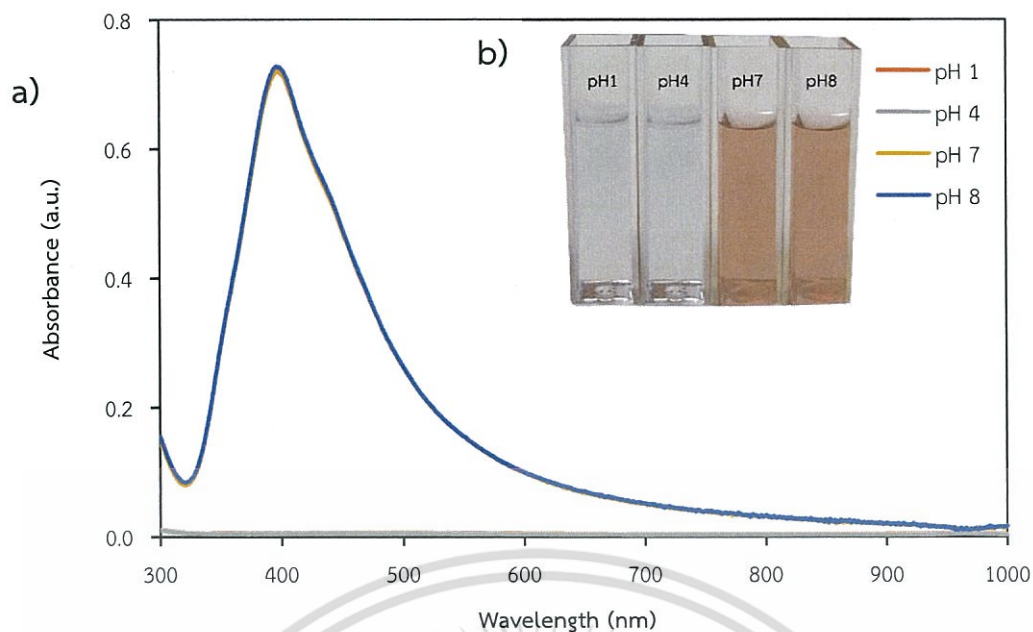 a)
b)
pH1 pH4 pH7 pH8
pH 1
pH 4
pH 7
pH 8
Absorbance (a.u.)
0.8
0.6
0.4
0.2
0.0
300 400 500 600 700 800 900 1000
Wavelength (nm)